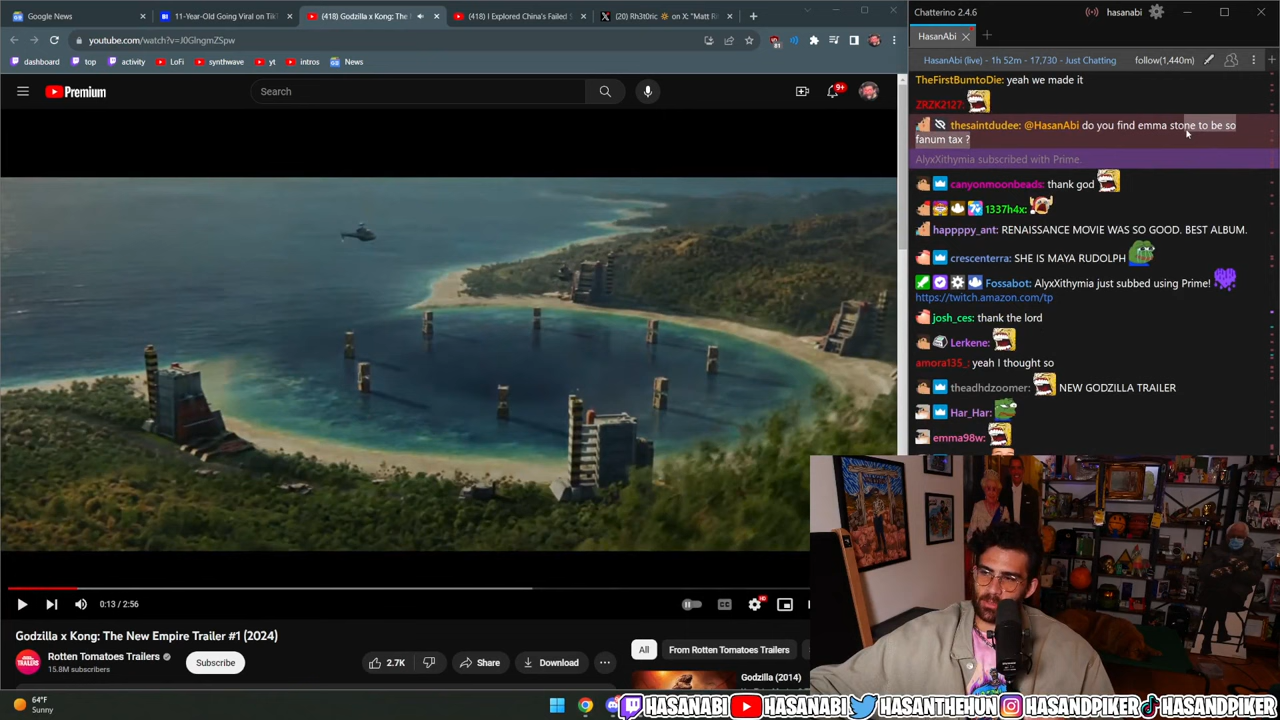 Google News
11-Year-Old Going Viral on Tikt
(418) Godzilla x Kong: The N
(418) I Explored China's Failed $
(20) Rh3t0ric 🔅 on X: "Matt R
youtube.com/watch?v=J0GlngmZSpw
81
dashboard
top
activity
LoFi
synthwave
yt
intros
News
Premium
Search
9+
0:13 / 2:56
CC
HD
Godzilla x Kong: The New Empire Trailer #1 (2024)
Rotten Tomatoes Trailers
15.8M subscribers
Subscribe
2.7K
Share
Download
...
All
From Rotten Tomatoes Trailers
Godzilla (2014)
64°F
Sunny
Chatterino 2.4.6
hasanabi
HasanAbi
HasanAbi (live) - 1h 52m - 17,730 - Just Chatting
follow(1,440m)
TheFirstBumtoDie: yeah we made it
ZRZK212?:
thesaintdudee: @HasanAbi do you find emma stone to be so
fanum tax ?
AlyxXithymia subscribed with Prime.
canyonmoonbeads: thank god
1337h4x:
happppy_ant: RENAISSANCE MOVIE WAS SO GOOD. BEST ALBUM.
crescenterra: SHE IS MAYA RUDOLPH
Fossabot: AlyxXithymia just subbed using Prime!
https://twitch.amazon.com/tp
josh_ces: thank the lord
Lerkene:
amora135_: yeah I thought so
theadhdzoomer: NEW GODZILLA TRAILER
Har_Har:
emma98w:
HASANABI
HASANABI
HASANTHEHUN
HASANDPIKER
HASANDPIKER